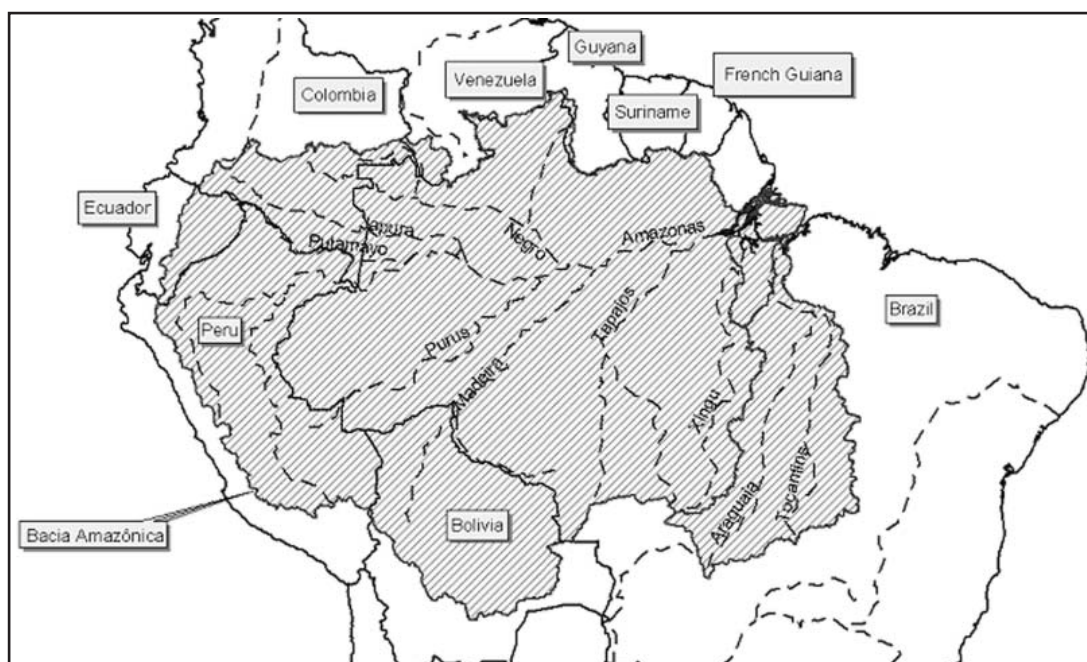 Guyana
French Guiana
Venezuela
Colombia
Suriname
Ecuador
Japura
Putamayo
Negro
Amazonas
Peru
Purus
Madeira
Tapajos
Xingu
Brazil
Araguaia
Tocantins
Bacia Amazônica
Bolivia